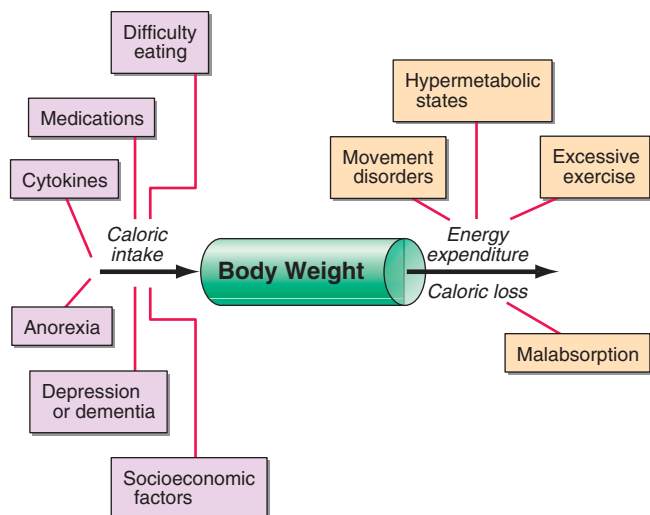 Difficulty
eating
Medications
Cytokines
Caloric
intake
Anorexia
Depression
or dementia
Socioeconomic
factors
Body Weight
Hypermetabolic
states
Movement
disorders
Excessive
exercise
Energy
expenditure
Caloric loss
Malabsorption